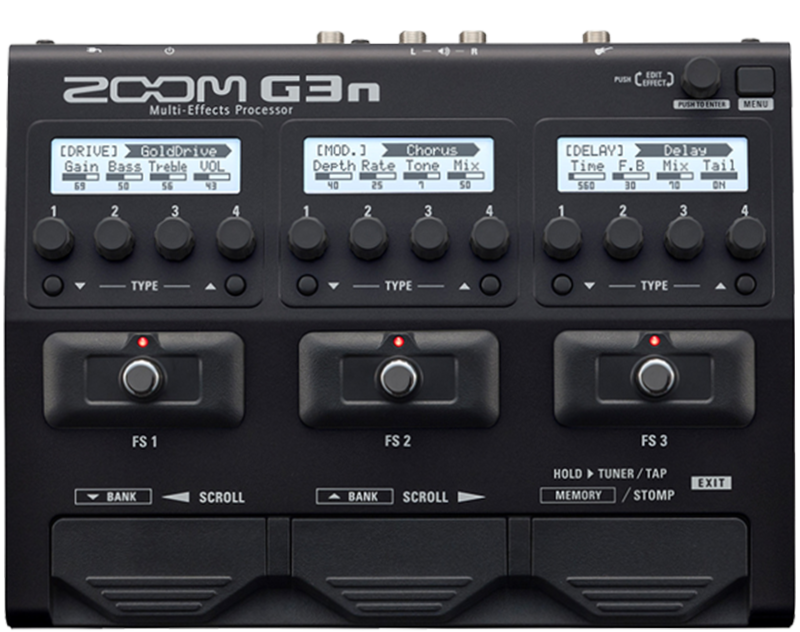 L R
ZOOM G3n
Multi-Effects Processor
PUSH [EDIT EFFECT]
PUSH TO ENTER
MENU
[DRIVE] GoldDrive
Gain Bass Treble VOL
69 50 56 43
[MOD.] Chorus
Depth Rate Tone Mix
40 25 7 50
[DELAY] Delay
Time F.B Mix Tail
560 30 70 ON
1 2 3 4
1 2 3 4
1 2 3 4
▼ TYPE ▲
▼ TYPE ▲
▼ TYPE ▲
FS 1
FS 2
FS 3
▼ BANK ◀ SCROLL
▲ BANK SCROLL ▶
HOLD ▶ TUNER / TAP
MEMORY / STOMP
EXIT